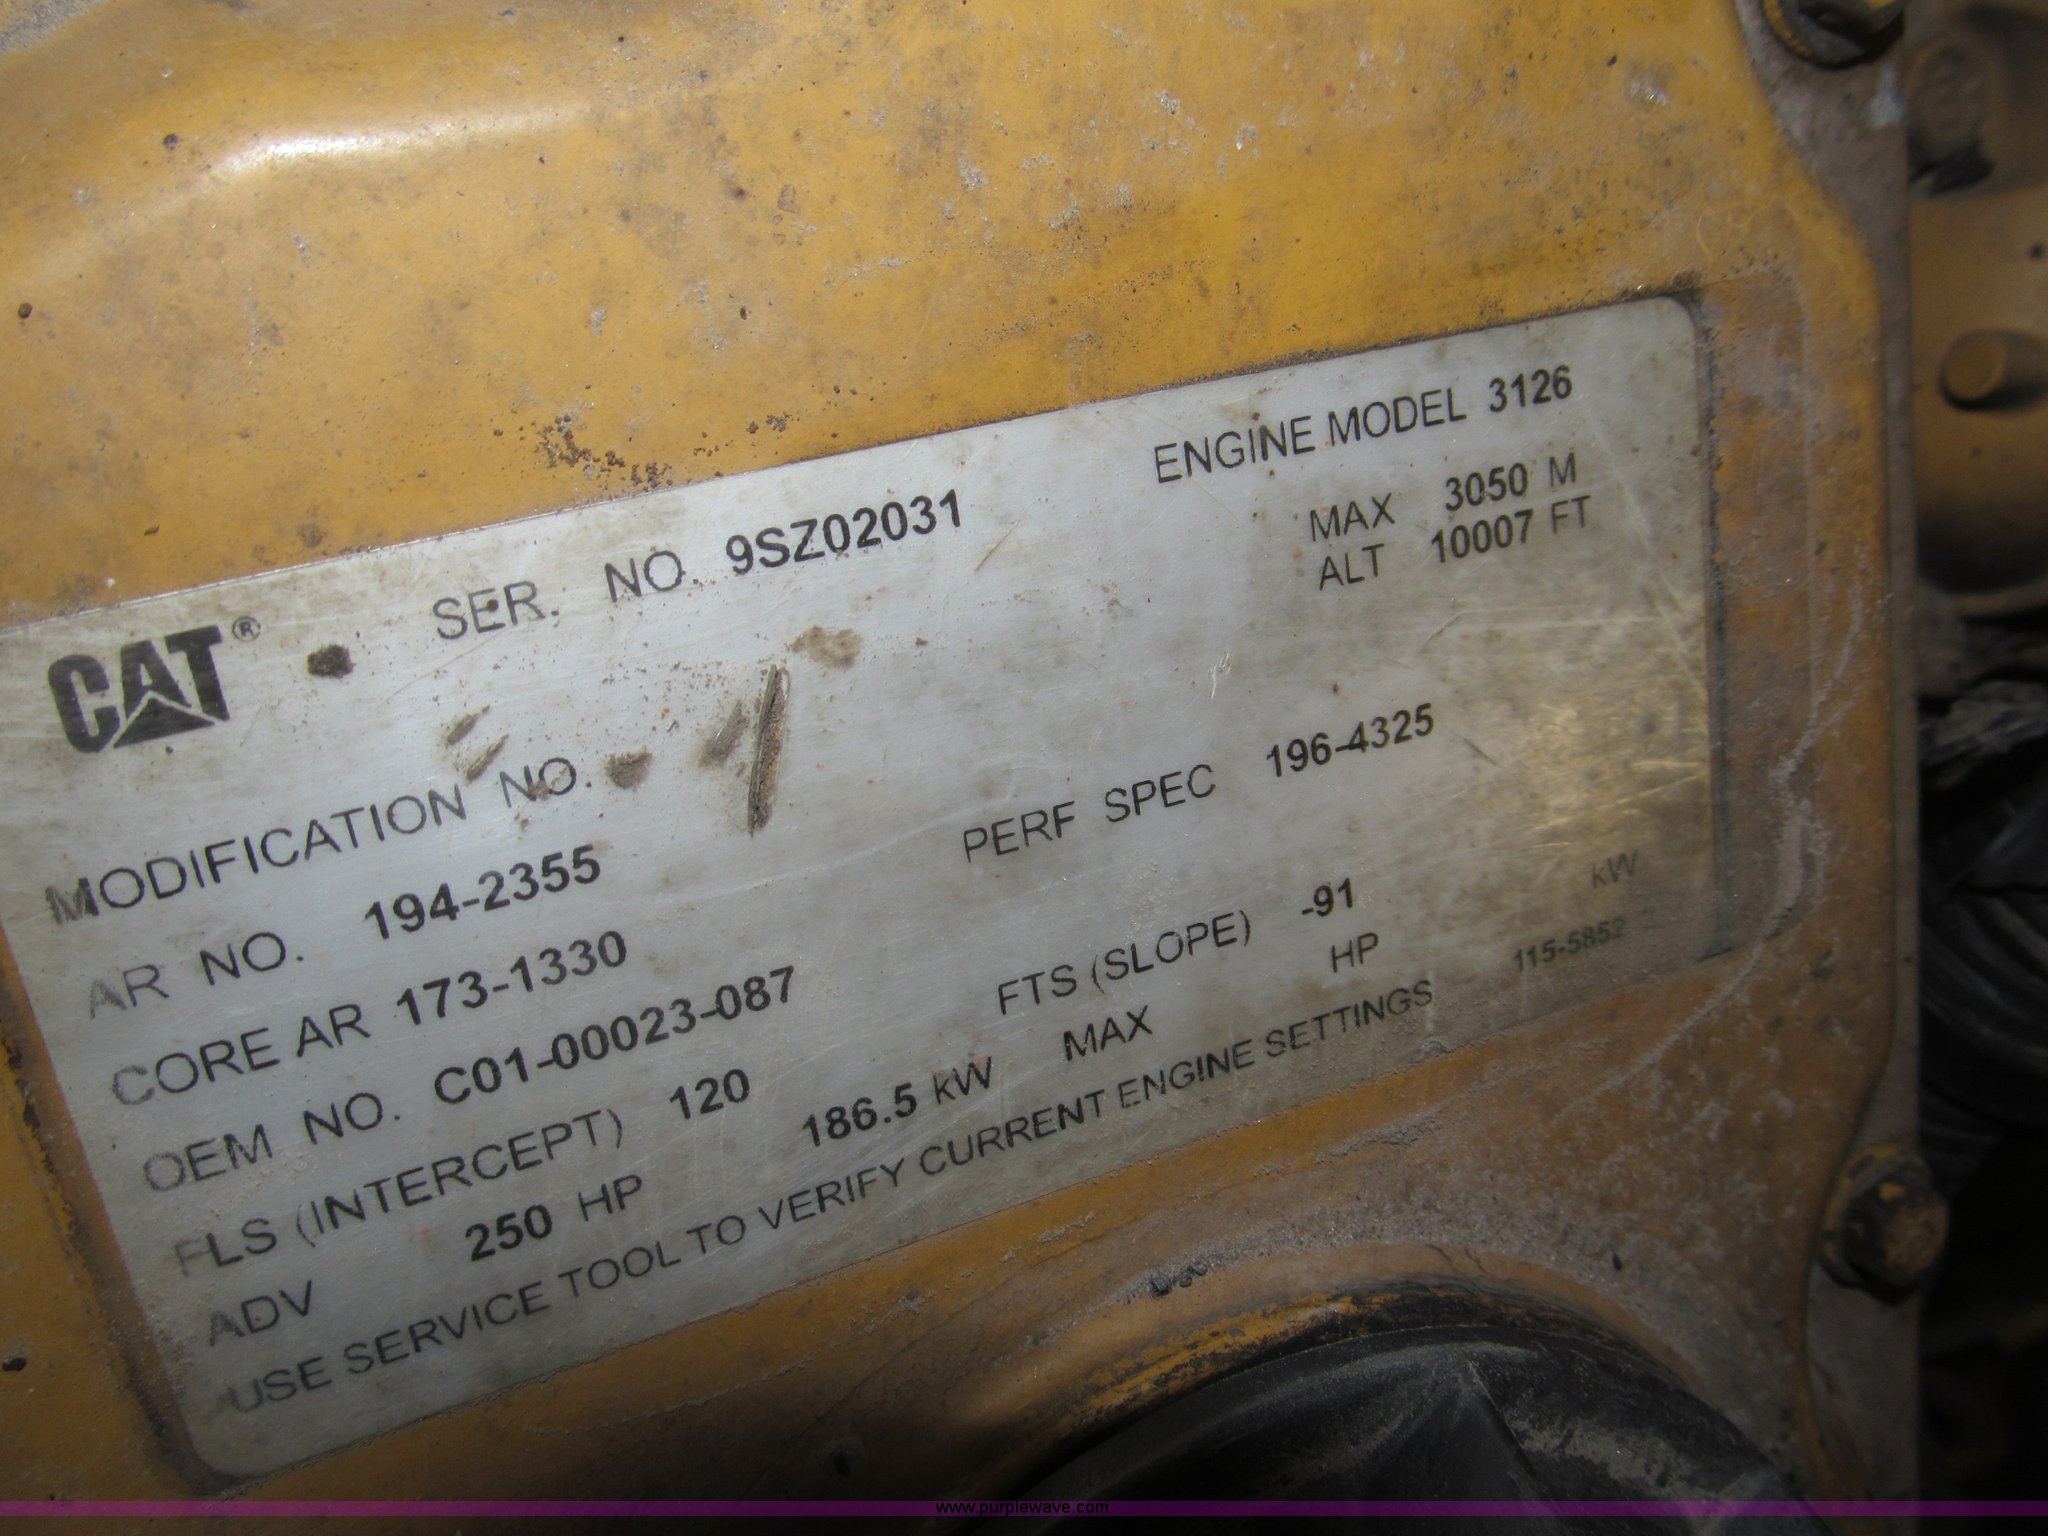 CAT® SER. NO. 9SZ02031 ENGINE MODEL 3126
MAX 3050 M
ALT 10007 FT
MODIFICATION NO.
AR NO. 194-2355 PERF SPEC 196-4325
CORE AR 173-1330
OEM NO. C01-00023-087
FLS (INTERCEPT) 120 FTS (SLOPE) -91
ADV 250 HP 186.5 kW MAX HP kW
USE SERVICE TOOL TO VERIFY CURRENT ENGINE SETTINGS 115-5852
www.purplewave.com